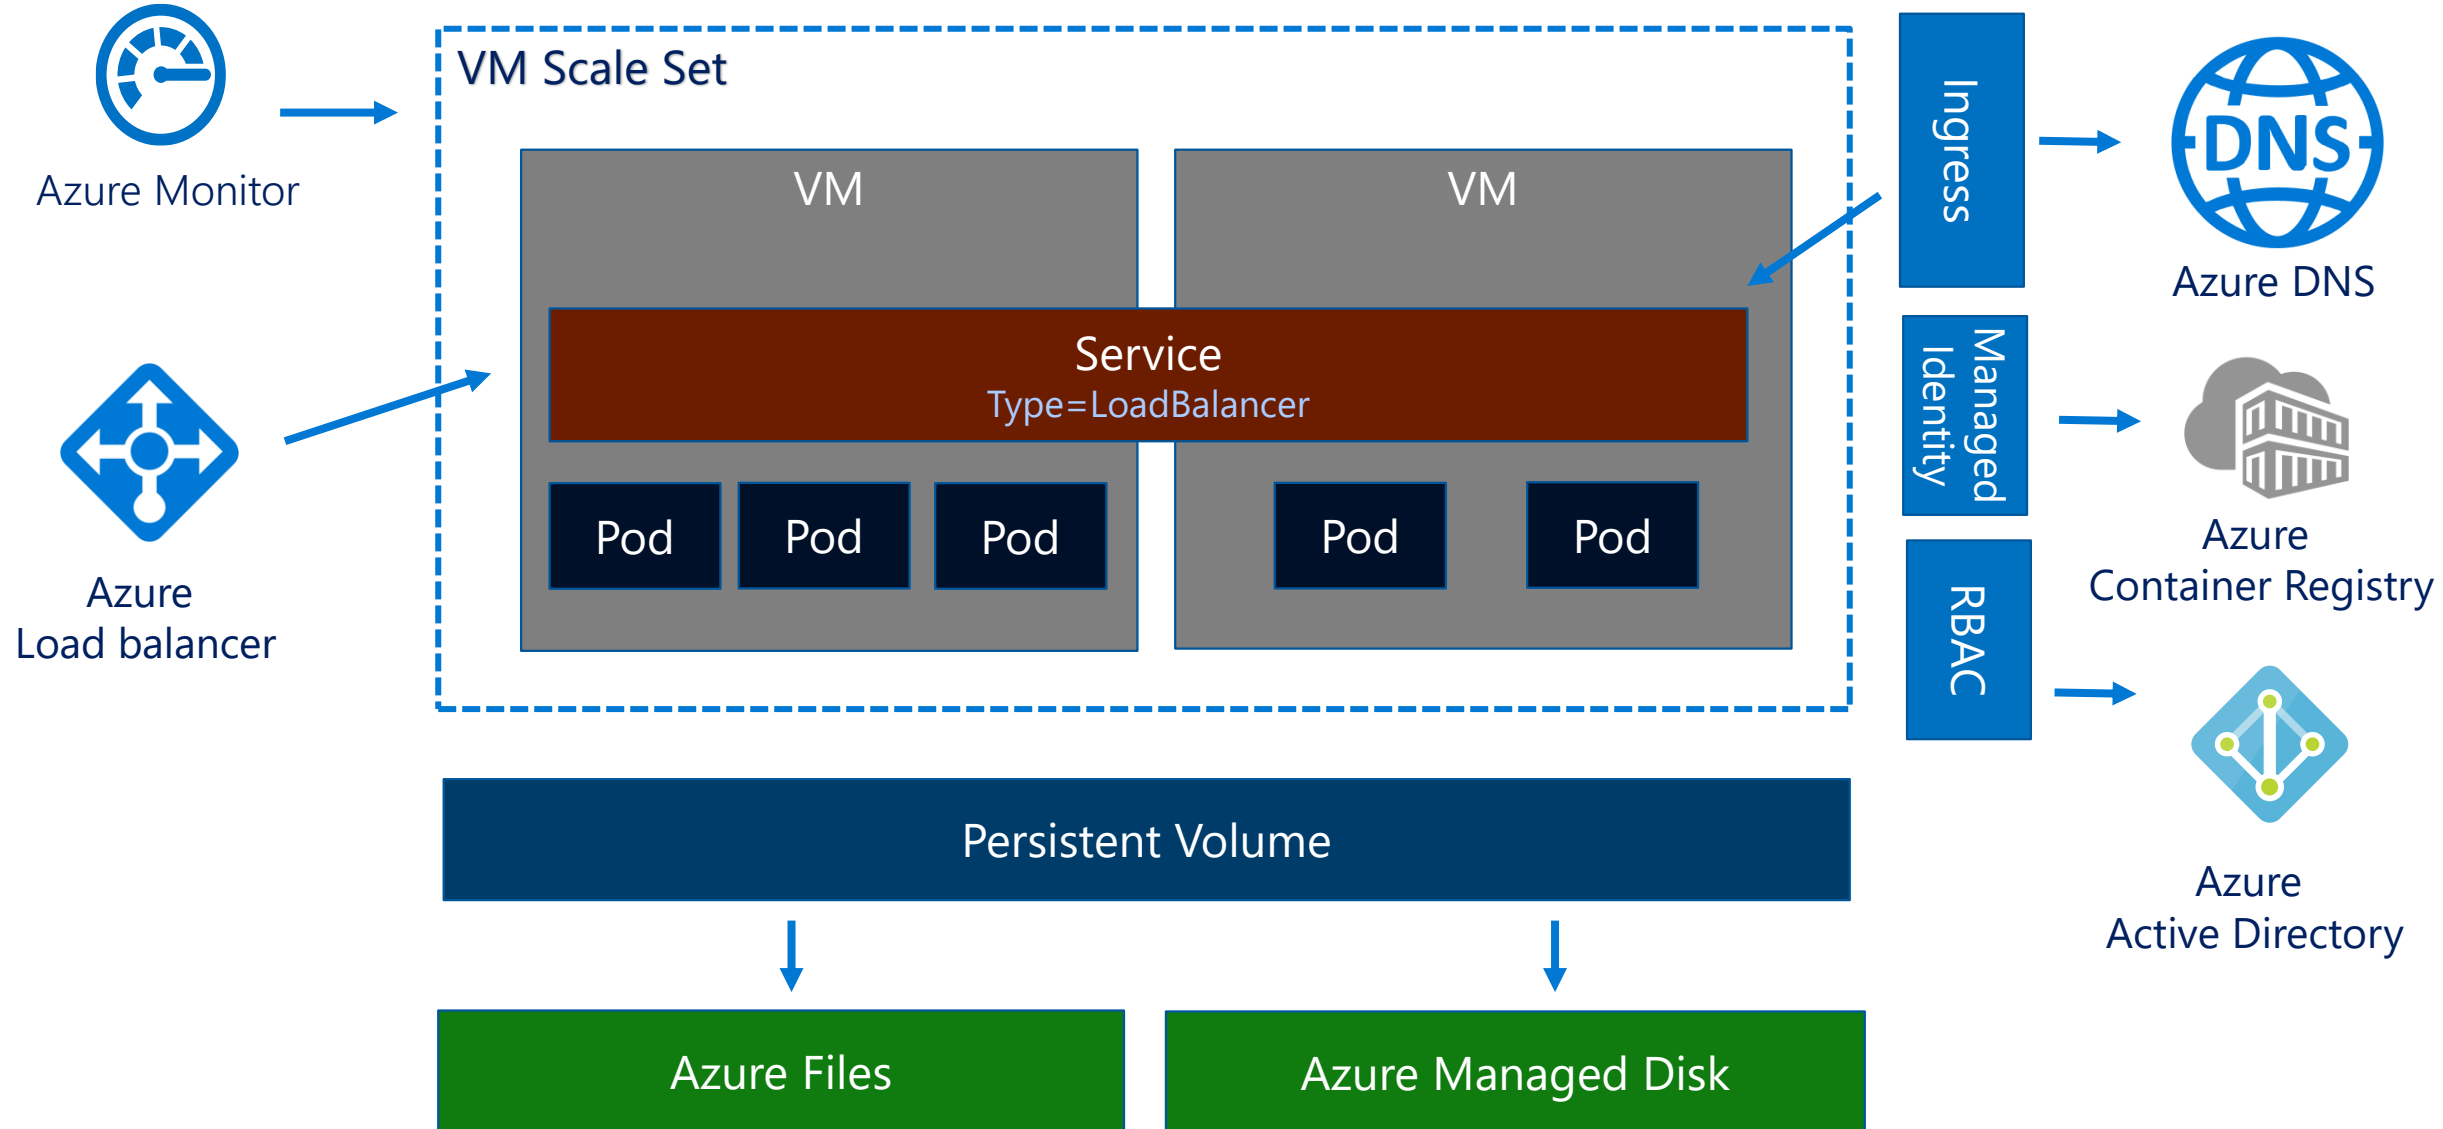 Azure Monitor
Azure
Load balancer
VM Scale Set
VM
VM
Service
Type=LoadBalancer
Pod
Pod
Pod
Pod
Pod
Persistent Volume
Azure Files
Azure Managed Disk
Ingress
DNS
Azure DNS
Managed
Identity
Azure
Container Registry
RBAC
Azure
Active Directory